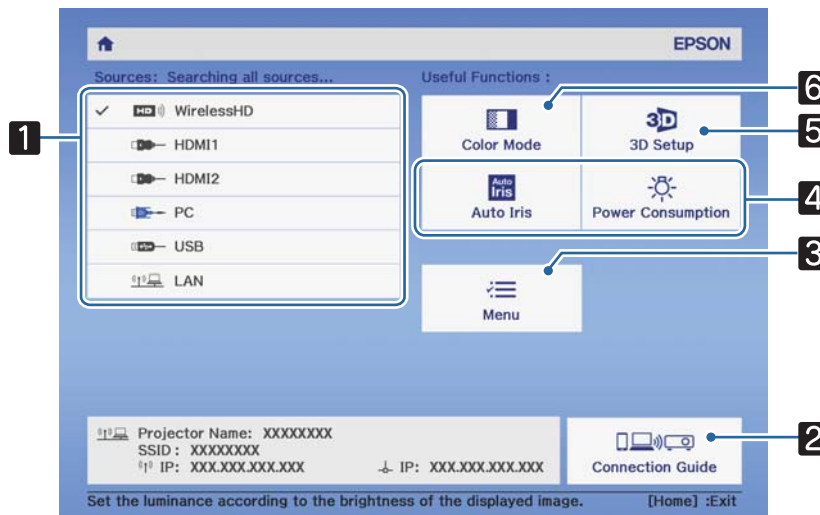 EPSON
Sources: Searching all sources...
Useful Functions :
WirelessHD
HDMI1
HDMI2
PC
USB
LAN
Color Mode
3D
3D Setup
Auto
Iris
Auto Iris
Power Consumption
Menu
Projector Name: XXXXXXXX
SSID : XXXXXXXX
IP: XXX.XXX.XXX.XXX
IP: XXX.XXX.XXX.XXX
Connection Guide
Set the luminance according to the brightness of the displayed image.
[Home] :Exit
1
6
5
4
3
2
HD